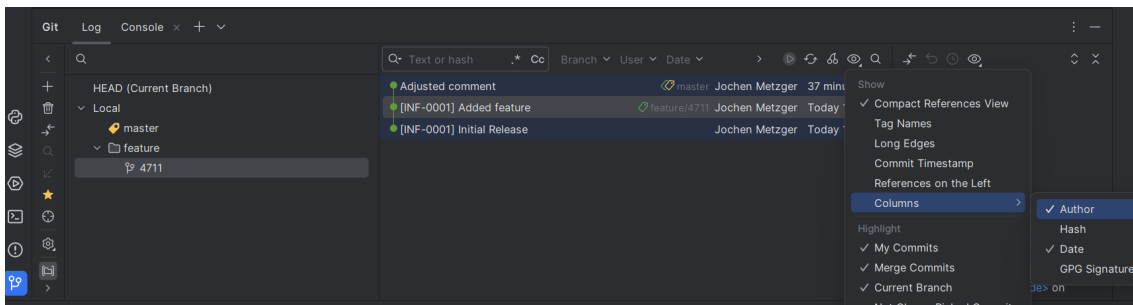 Git Log Console
Text or hash .* Cc Branch User Date
HEAD (Current Branch)
Local
master
feature
4711
Adjusted comment master Jochen Metzger 37 minu
[INF-0001] Added feature feature/4711 Jochen Metzger Today 1
[INF-0001] Initial Release Jochen Metzger Today 1
Show
Compact References View
Tag Names
Long Edges
Commit Timestamp
References on the Left
Columns
Highlight
My Commits
Merge Commits
Current Branch
Author
Hash
Date
GPG Signature
de> on